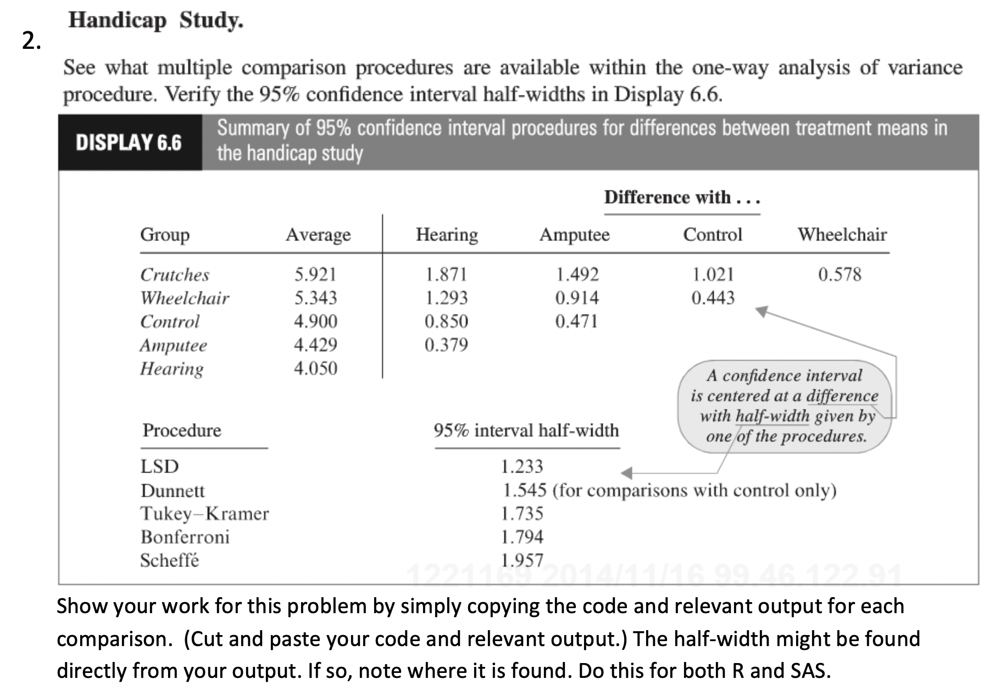 Handicap Study.
2.
See what multiple comparison procedures are available within the one-way analysis of variance
procedure. Verify the 95% confidence interval half-widths in Display 6.6.
DISPLAY 6.6
Summary of 95% confidence interval procedures for differences between treatment means in
the handicap study
Difference with . . .
Group Average Hearing Amputee Control Wheelchair
Crutches 5.921 1.871 1.492 1.021 0.578
Wheelchair 5.343 1.293 0.914 0.443
Control 4.900 0.850 0.471
Amputee 4.429 0.379
Hearing 4.050
A confidence interval
is centered at a difference
with half-width given by
one of the procedures.
Procedure 95% interval half-width
LSD 1.233
Dunnett 1.545 (for comparisons with control only)
Tukey–Kramer 1.735
Bonferroni 1.794
Scheffé 1.957
1221169 2014/11/16 99.46.122.91
Show your work for this problem by simply copying the code and relevant output for each
comparison. (Cut and paste your code and relevant output.) The half-width might be found
directly from your output. If so, note where it is found. Do this for both R and SAS.